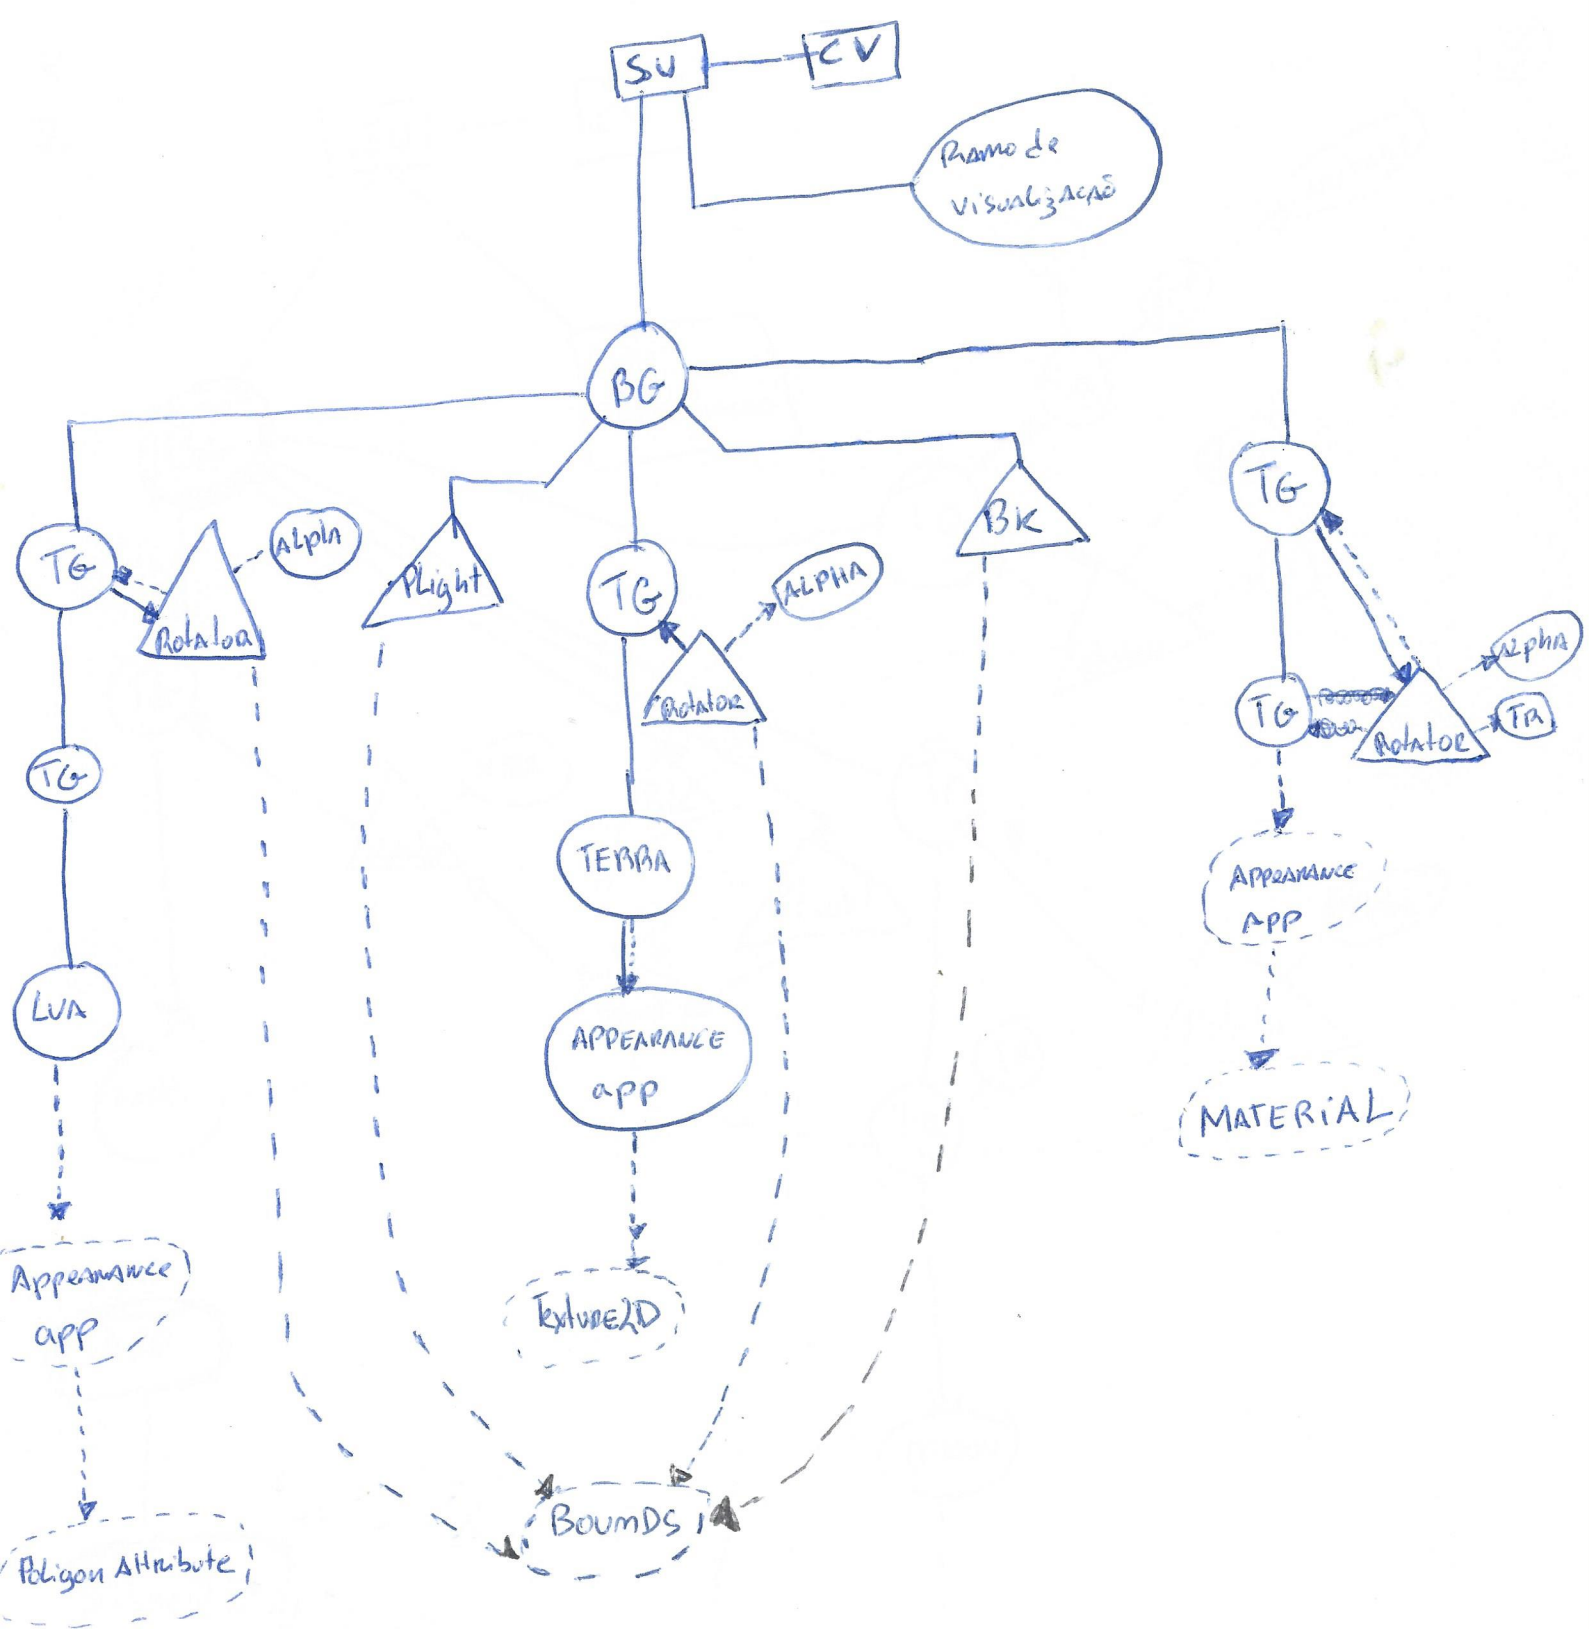 SU
CV
Ramo de
visualização
BG
TG
Rotator
Alpha
PLight
TG
Rotator
ALPHA
BK
TG
TG
Rotator
Alpha
TR
TG
TERRA
LUA
APPEARANCE
app
APPEARANCE
APP
MATERIAL
Appearance
app
Texture2D
BounDS
Poligon Attribute